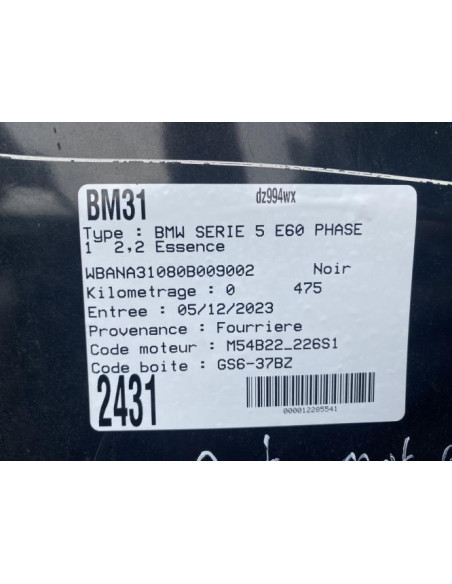 BM31 dz994wx
Type : BMW SERIE 5 E60 PHASE
1 2,2 Essence
WBANA31080B009002 Noir
Kilometrage : 0 475
Entree : 05/12/2023
Provenance : Fourriere
Code moteur : M54B22_226S1
Code boite : GS6-37BZ
2431
000012285541